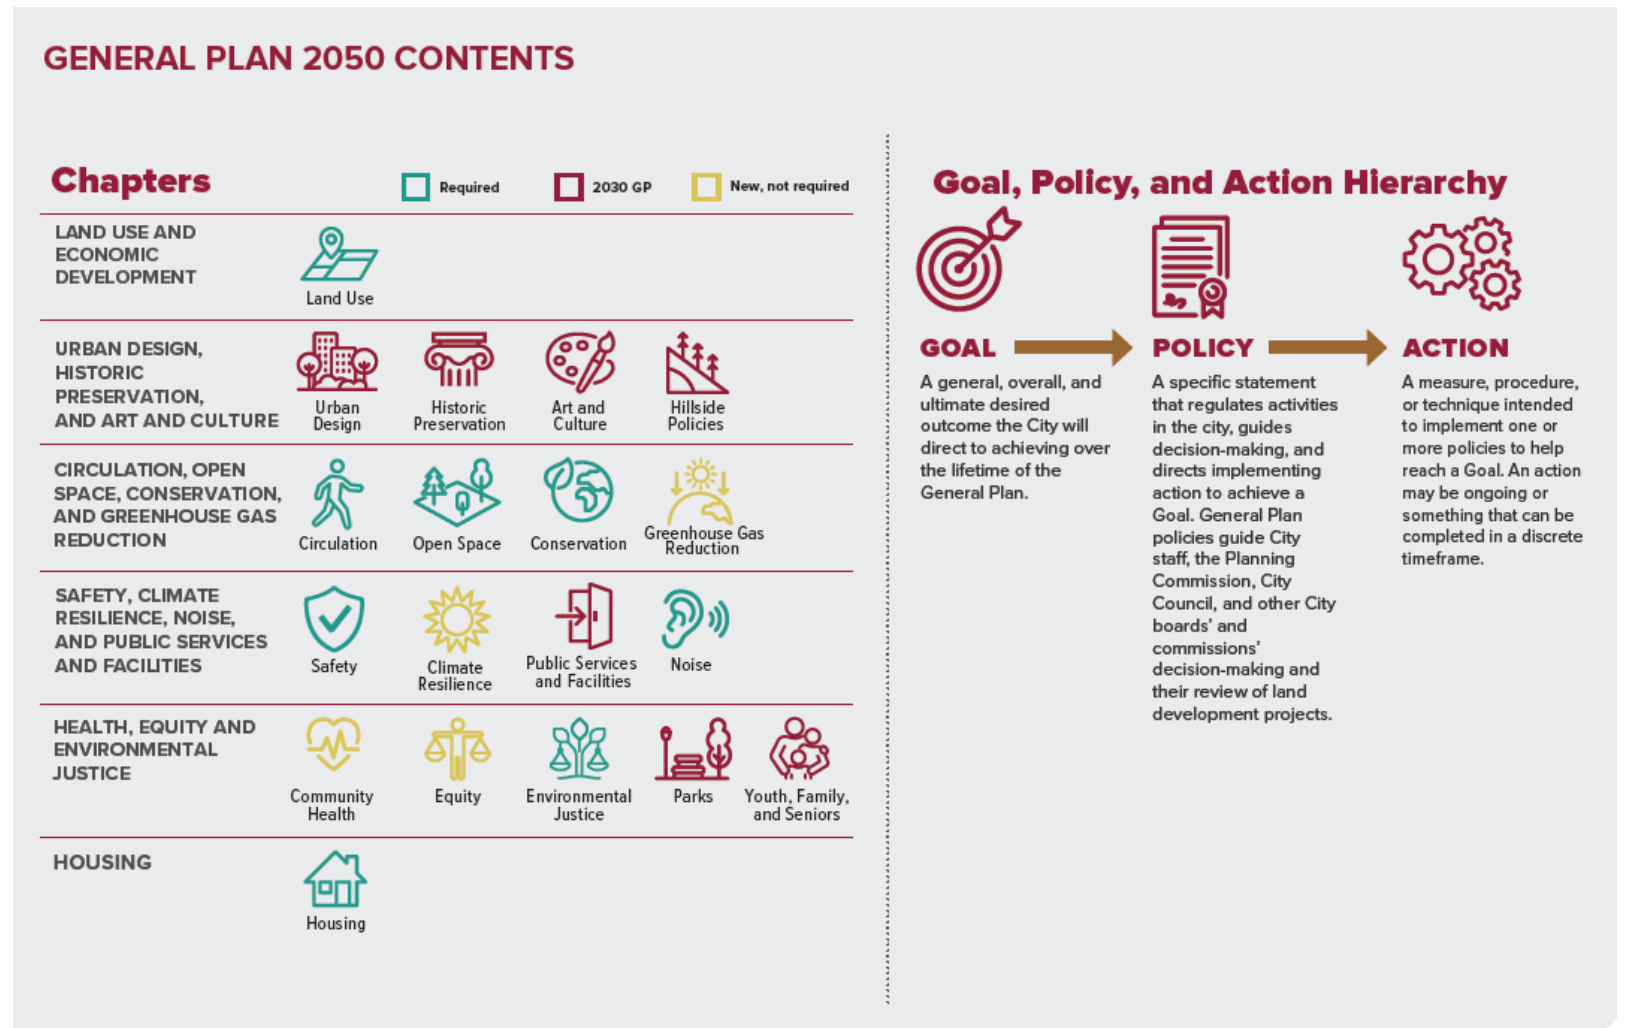 GENERAL PLAN 2050 CONTENTS
Chapters
Required
2030 GP
New, not required
LAND USE AND
ECONOMIC
DEVELOPMENT
Land Use
URBAN DESIGN,
HISTORIC
PRESERVATION,
AND ART AND CULTURE
Urban
Design
Historic
Preservation
Art and
Culture
Hillside
Policies
CIRCULATION, OPEN
SPACE, CONSERVATION,
AND GREENHOUSE GAS
REDUCTION
Circulation
Open Space
Conservation
Greenhouse Gas
Reduction
SAFETY, CLIMATE
RESILIENCE, NOISE,
AND PUBLIC SERVICES
AND FACILITIES
Safety
Climate
Resilience
Public Services
and Facilities
Noise
HEALTH, EQUITY AND
ENVIRONMENTAL
JUSTICE
Community
Health
Equity
Environmental
Justice
Parks
Youth, Family,
and Seniors
HOUSING
Housing
Goal, Policy, and Action Hierarchy
GOAL
A general, overall, and
ultimate desired
outcome the City will
direct to achieving over
the lifetime of the
General Plan.
POLICY
A specific statement
that regulates activities
in the city, guides
decision-making, and
directs implementing
action to achieve a
Goal. General Plan
policies guide City
staff, the Planning
Commission, City
Council, and other City
boards' and
commissions'
decision-making and
their review of land
development projects.
ACTION
A measure, procedure,
or technique intended
to implement one or
more policies to help
reach a Goal. An action
may be ongoing or
something that can be
completed in a discrete
timeframe.